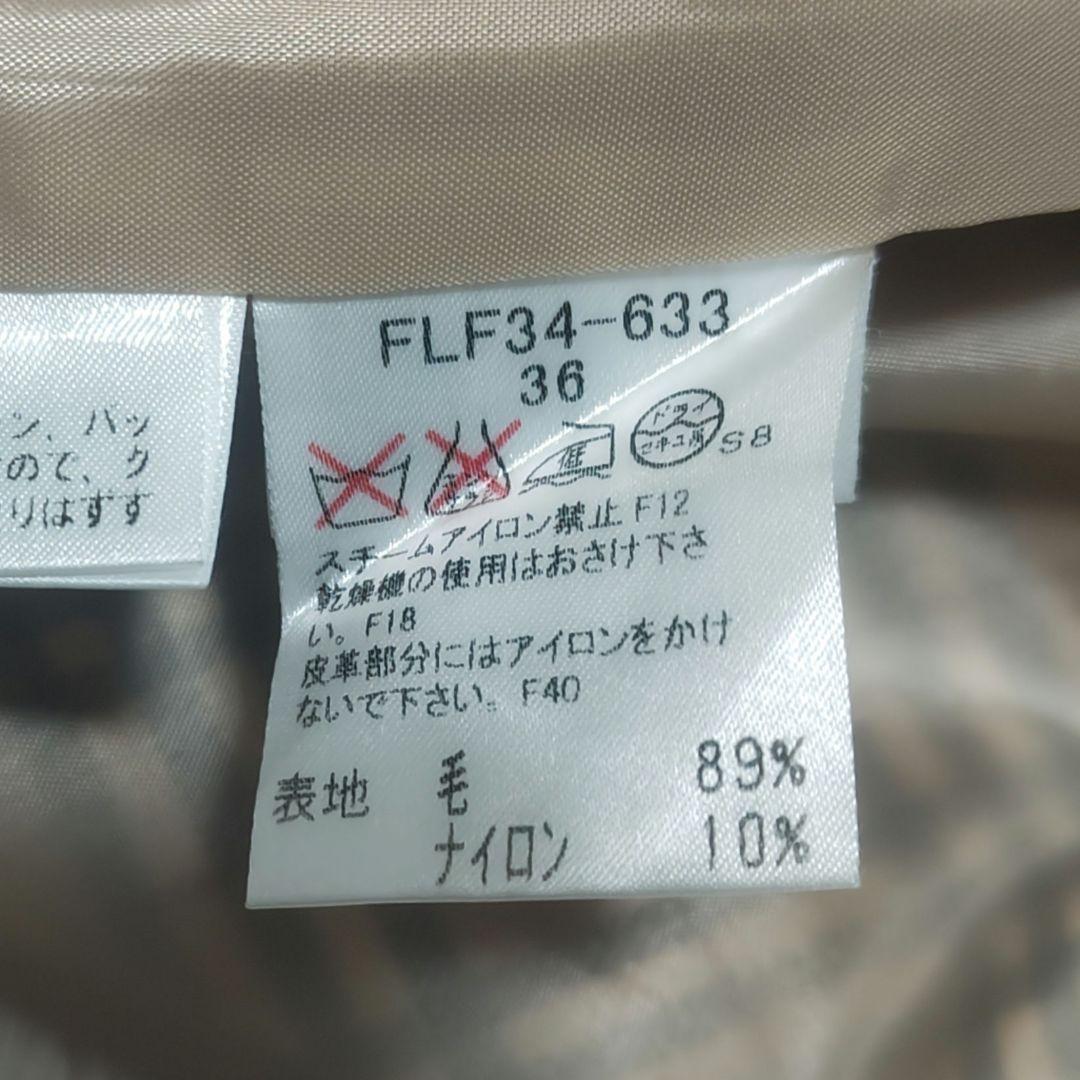 FLF34-633
36
低
ドライ
セキユ系
S8
スチームアイロン禁止 F12
乾燥機の使用はおさけ下さ
い。F18
皮革部分にはアイロンをかけ
ないで下さい。F40
表地 毛 89%
ナイロン 10%
ン、バッ
ので、ク
りはすす